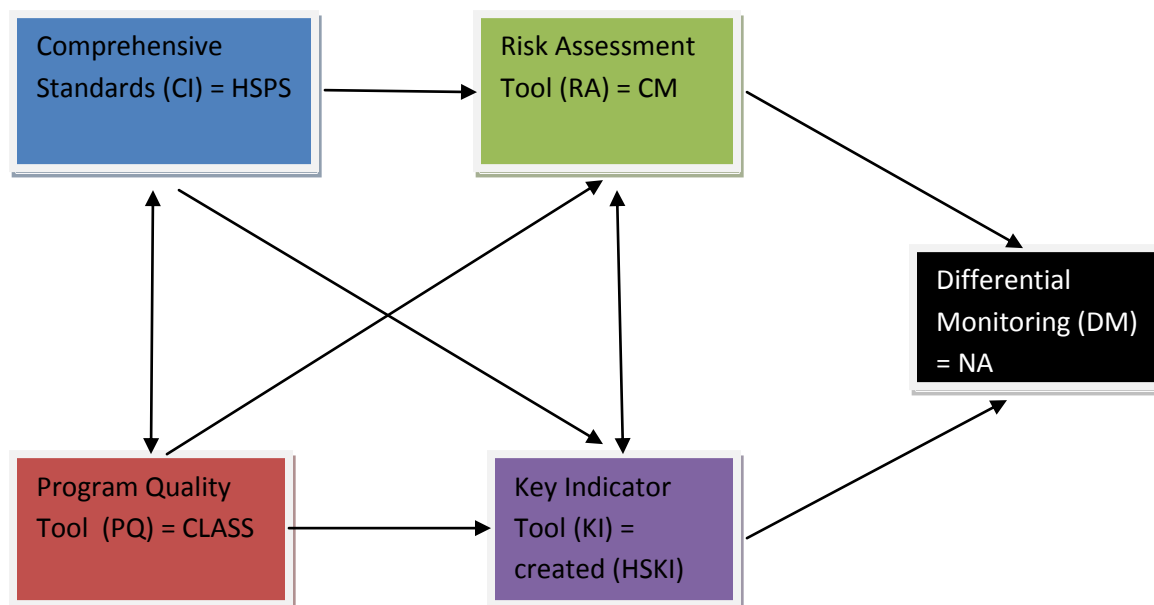 Comprehensive
Standards (CI) = HSPS
Risk Assessment
Tool (RA) = CM
Differential
Monitoring (DM)
= NA
Program Quality
Tool (PQ) = CLASS
Key Indicator
Tool (KI) =
created (HSKI)